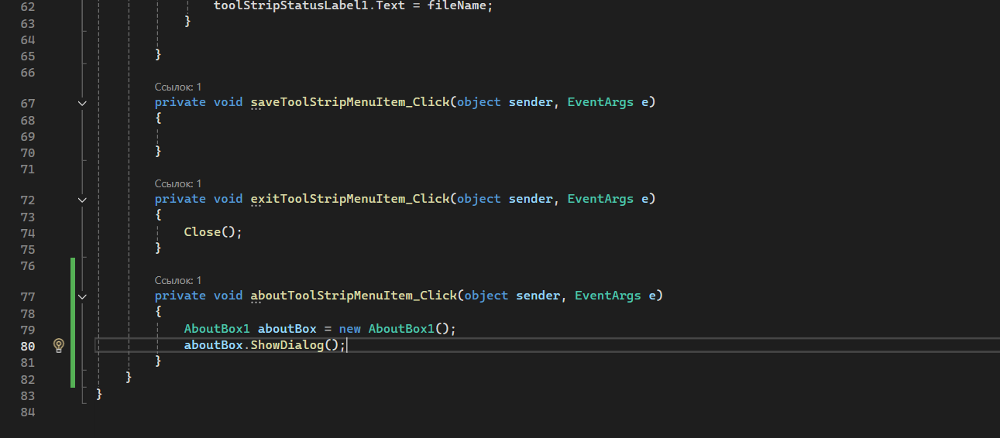 62 toolStripStatusLabel1.Text = fileName;
63 }
64
65 }
66
Ссылок: 1
67 private void saveToolStripMenuItem_Click(object sender, EventArgs e)
68 {
69
70 }
71
Ссылок: 1
72 private void exitToolStripMenuItem_Click(object sender, EventArgs e)
73 {
74 Close();
75 }
76
Ссылок: 1
77 private void aboutToolStripMenuItem_Click(object sender, EventArgs e)
78 {
79 AboutBox1 aboutBox = new AboutBox1();
80 aboutBox.ShowDialog();
81 }
82 }
83 }
84